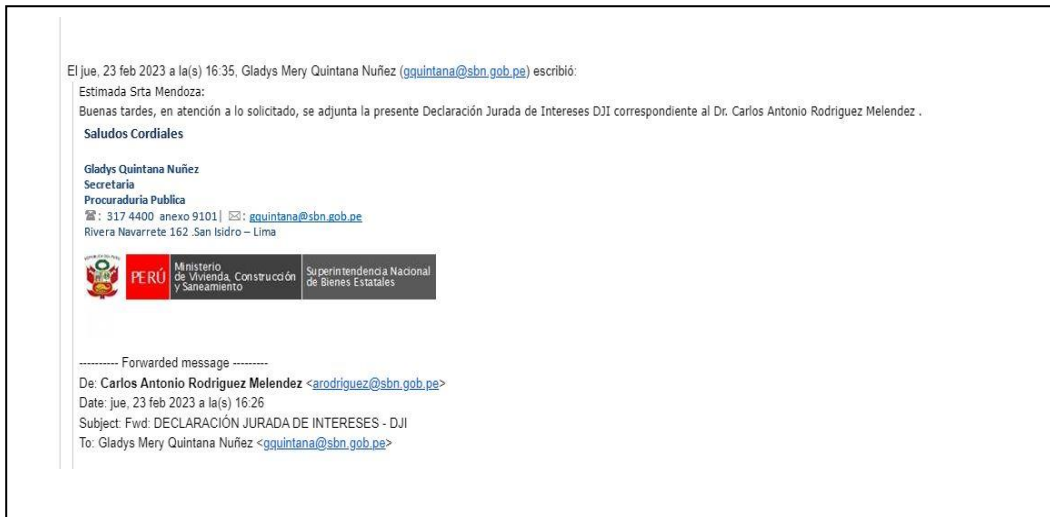 El jue, 23 feb 2023 a la(s) 16:35, Gladys Mery Quintana Nuñez (gquintana@sbn.gob.pe) escribió:
Estimada Srta Mendoza:
Buenas tardes, en atención a lo solicitado, se adjunta la presente Declaración Jurada de Intereses DJI correspondiente al Dr. Carlos Antonio Rodriguez Melendez .
Saludos Cordiales
Gladys Quintana Nuñez
Secretaria
Procuraduria Publica
☎: 317 4400 anexo 9101| ✉: gquintana@sbn.gob.pe
Rivera Navarrete 162 .San Isidro – Lima
PERÚ
Ministerio
de Vivienda, Construcción
y Saneamiento
Superintendencia Nacional
de Bienes Estatales
---------- Forwarded message ---------
De: Carlos Antonio Rodriguez Melendez <arodriguez@sbn.gob.pe>
Date: jue, 23 feb 2023 a la(s) 16:26
Subject: Fwd: DECLARACIÓN JURADA DE INTERESES - DJI
To: Gladys Mery Quintana Nuñez <gquintana@sbn.gob.pe>